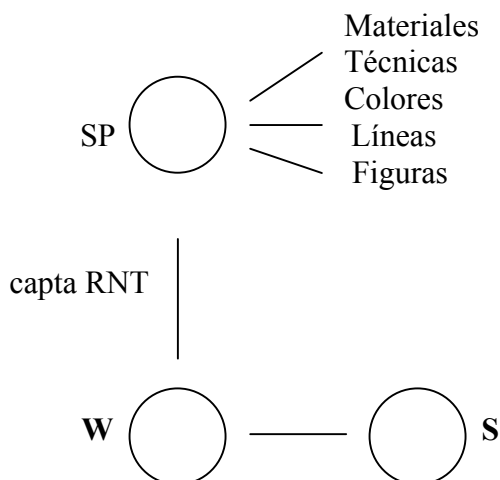 Materiales
Técnicas
Colores
Líneas
Figuras
SP
capta RNT
W
S